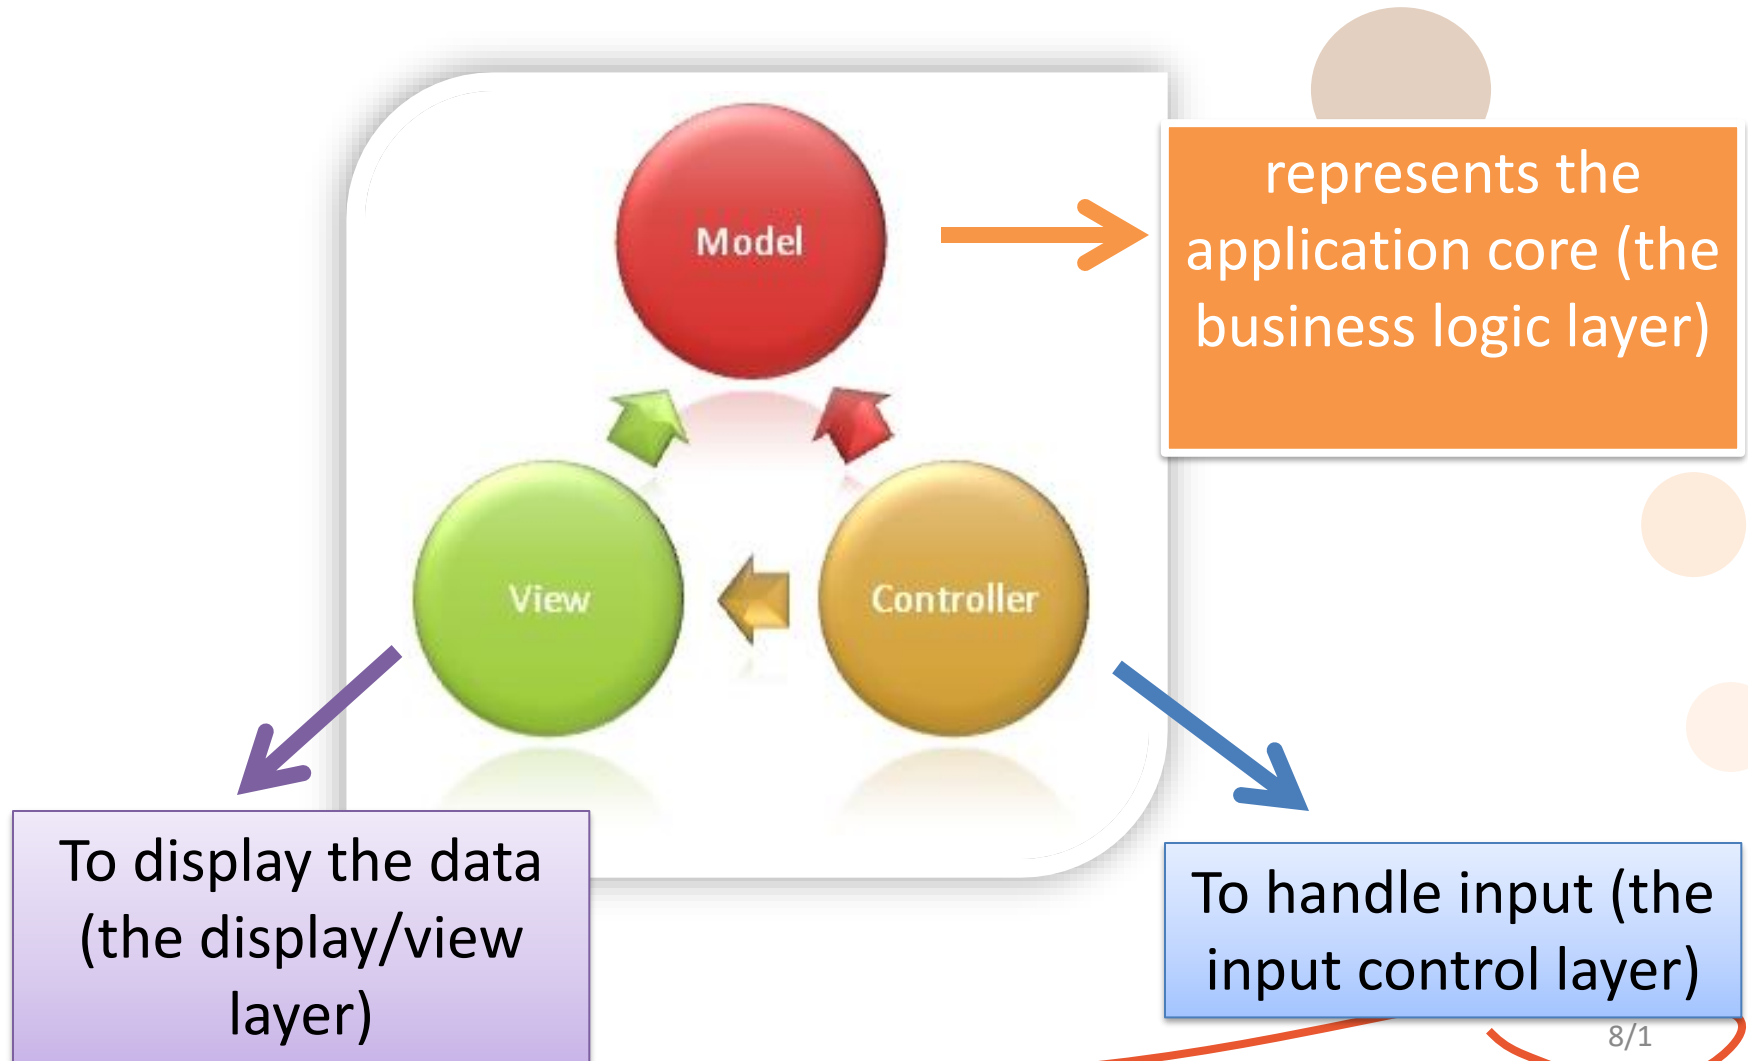 Model
represents the
application core (the
business logic layer)
View
Controller
To display the data
(the display/view
layer)
To handle input (the
input control layer)
8/1